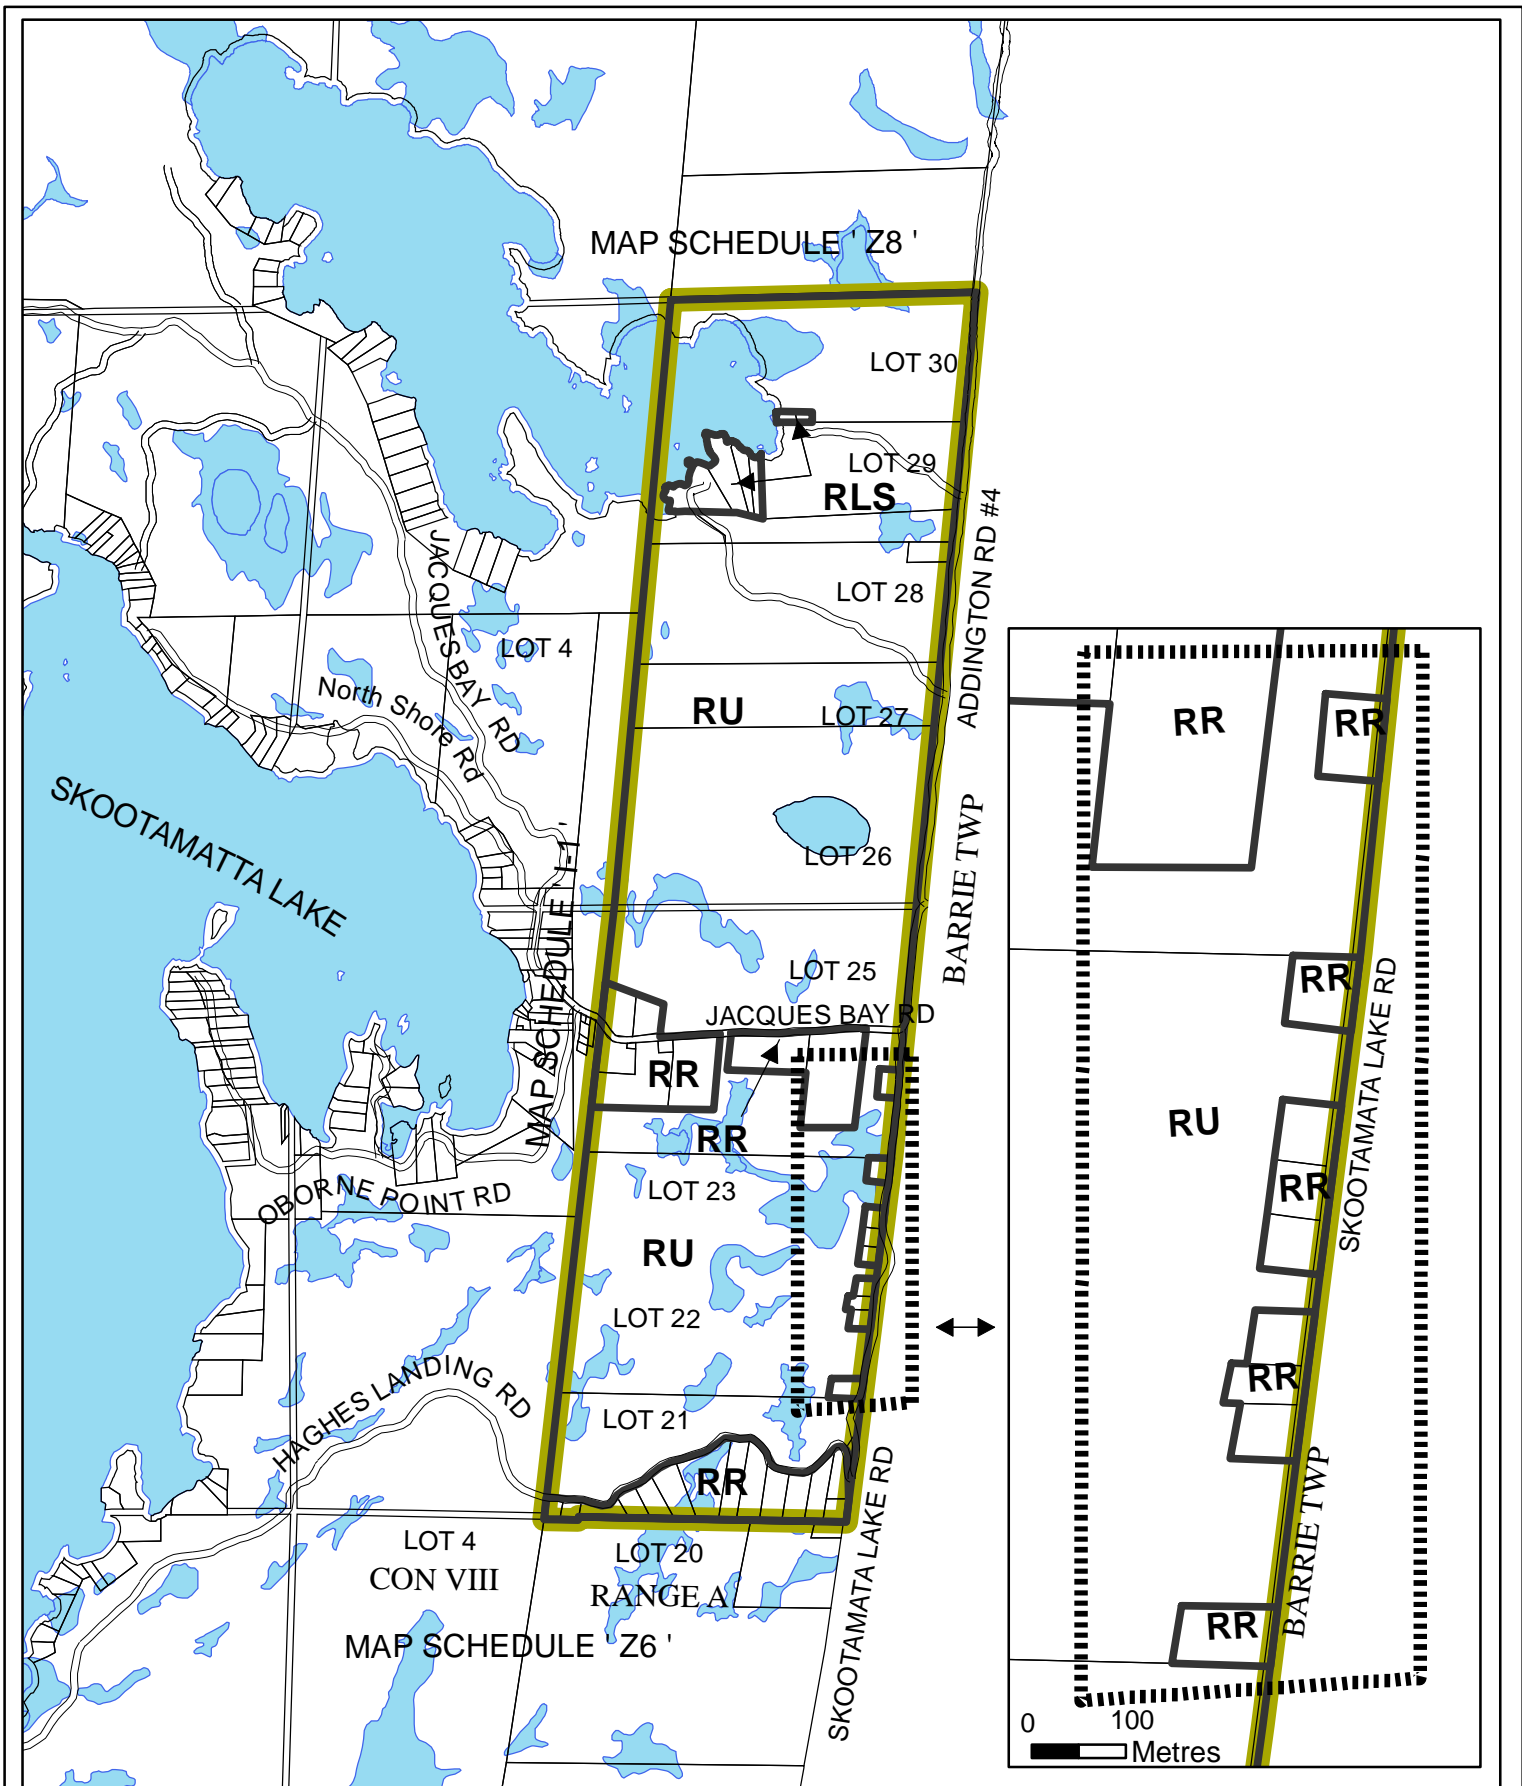 MAP SCHEDULE ' Z8 '
LOT 30
LOT 29
RLS
ADDINGTON RD #4
LOT 28
JACQUES BAY RD
LOT 4
North Shore Rd
RU
LOT 27
SKOOTAMATTA LAKE
LOT 26
BARRIE TWP
MAP SCHEDULE ' I-1 '
LOT 25
JACQUES BAY RD
RR
RR
LOT 23
OBORNE POINT RD
RU
LOT 22
HAGHES LANDING RD
LOT 21
RR
SKOOTAMATA LAKE RD
LOT 4
CON VIII
LOT 20
RANGE A
MAP SCHEDULE ' Z6 '
RR
RR
RR
SKOOTAMATA LAKE RD
RU
RR
RR
BARRIE TWP
RR
0 100
Metres